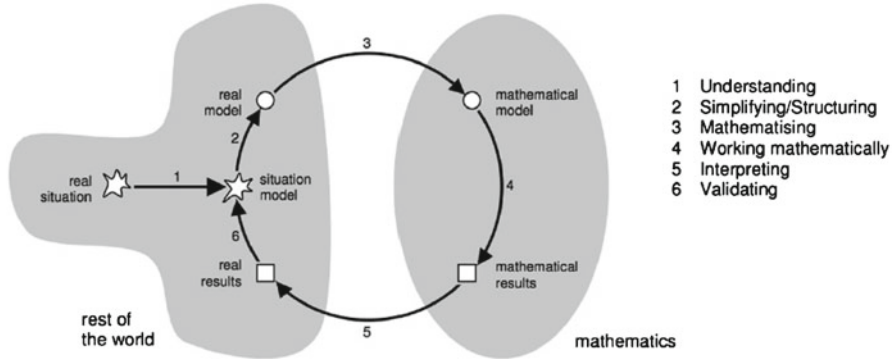 real
model
3
mathematical
model
2
real
situation
1
situation
model
4
6
real
results
mathematical
results
5
rest of
the world
mathematics
1 Understanding
2 Simplifying/Structuring
3 Mathematising
4 Working mathematically
5 Interpreting
6 Validating